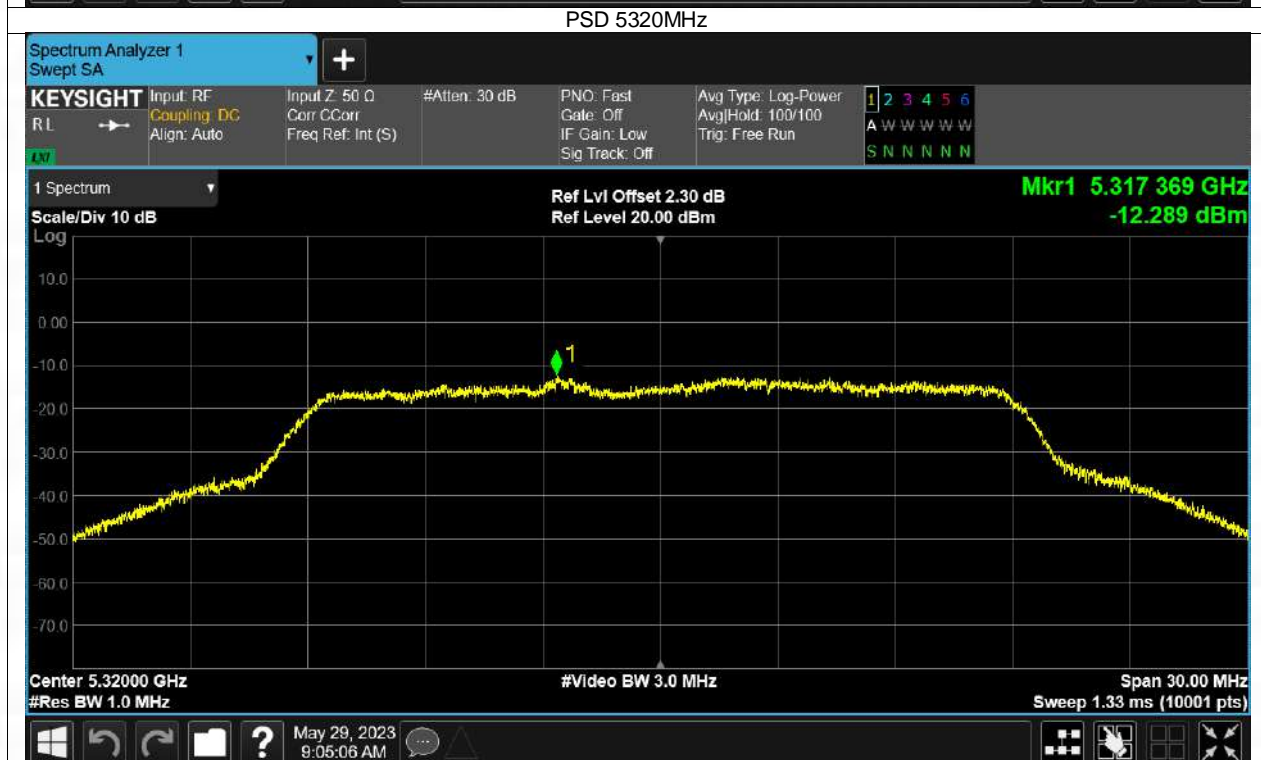 PSD 5320MHz
Spectrum Analyzer 1
Swept SA
+
KEYSIGHT
RL
LXI
Input: RF
Coupling: DC
Align: Auto
Input Z: 50 Ω
Corr CCorr
Freq Ref: Int (S)
#Atten: 30 dB
PNO: Fast
Gate: Off
IF Gain: Low
Sig Track: Off
Avg Type: Log-Power
Avg|Hold: 100/100
Trig: Free Run
1 2 3 4 5 6
A W W W W W
S N N N N N
1 Spectrum
Scale/Div 10 dB
Log
Ref Lvl Offset 2.30 dB
Ref Level 20.00 dBm
Mkr1 5.317 369 GHz
-12.289 dBm
10.0
0.00
-10.0
-20.0
-30.0
-40.0
-50.0
-60.0
-70.0
1
Center 5.32000 GHz
#Res BW 1.0 MHz
#Video BW 3.0 MHz
Span 30.00 MHz
Sweep 1.33 ms (10001 pts)
?
May 29, 2023
9:05:06 AM